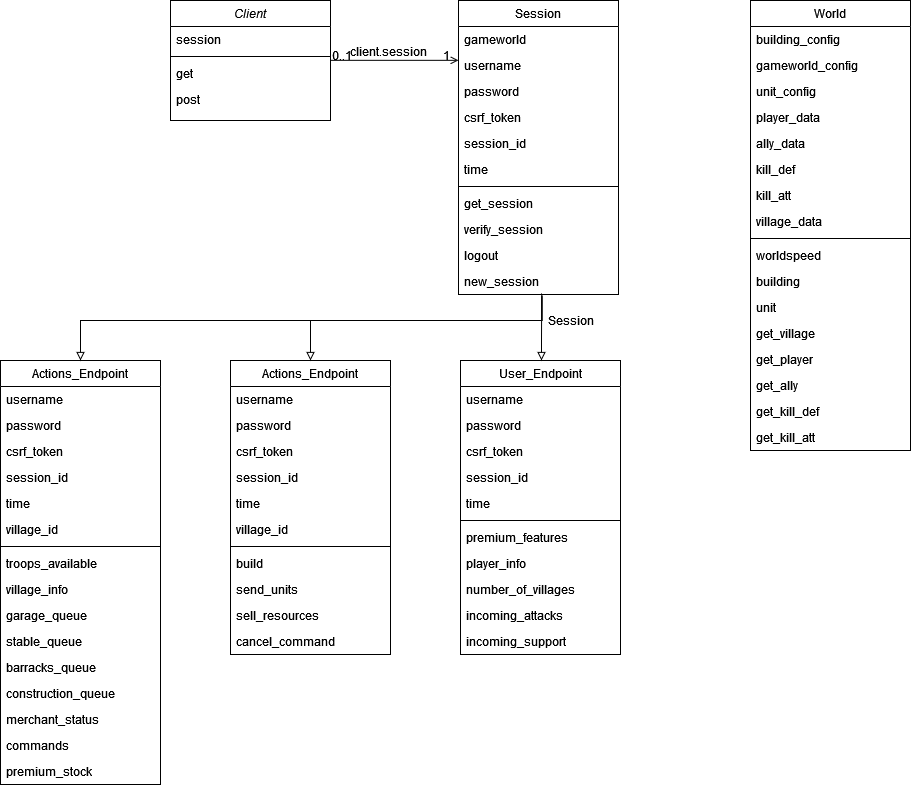 Client
session
get
post
0..1
client.session
1
Session
gameworld
username
password
csrf_token
session_id
time
get_session
verify_session
logout
new_session
World
building_config
gameworld_config
unit_config
player_data
ally_data
kill_def
kill_att
village_data
worldspeed
building
unit
get_village
get_player
get_ally
get_kill_def
get_kill_att
Session
Actions_Endpoint
username
password
csrf_token
session_id
time
village_id
troops_available
village_info
garage_queue
stable_queue
barracks_queue
construction_queue
merchant_status
commands
premium_stock
Actions_Endpoint
username
password
csrf_token
session_id
time
village_id
build
send_units
sell_resources
cancel_command
User_Endpoint
username
password
csrf_token
session_id
time
premium_features
player_info
number_of_villages
incoming_attacks
incoming_support